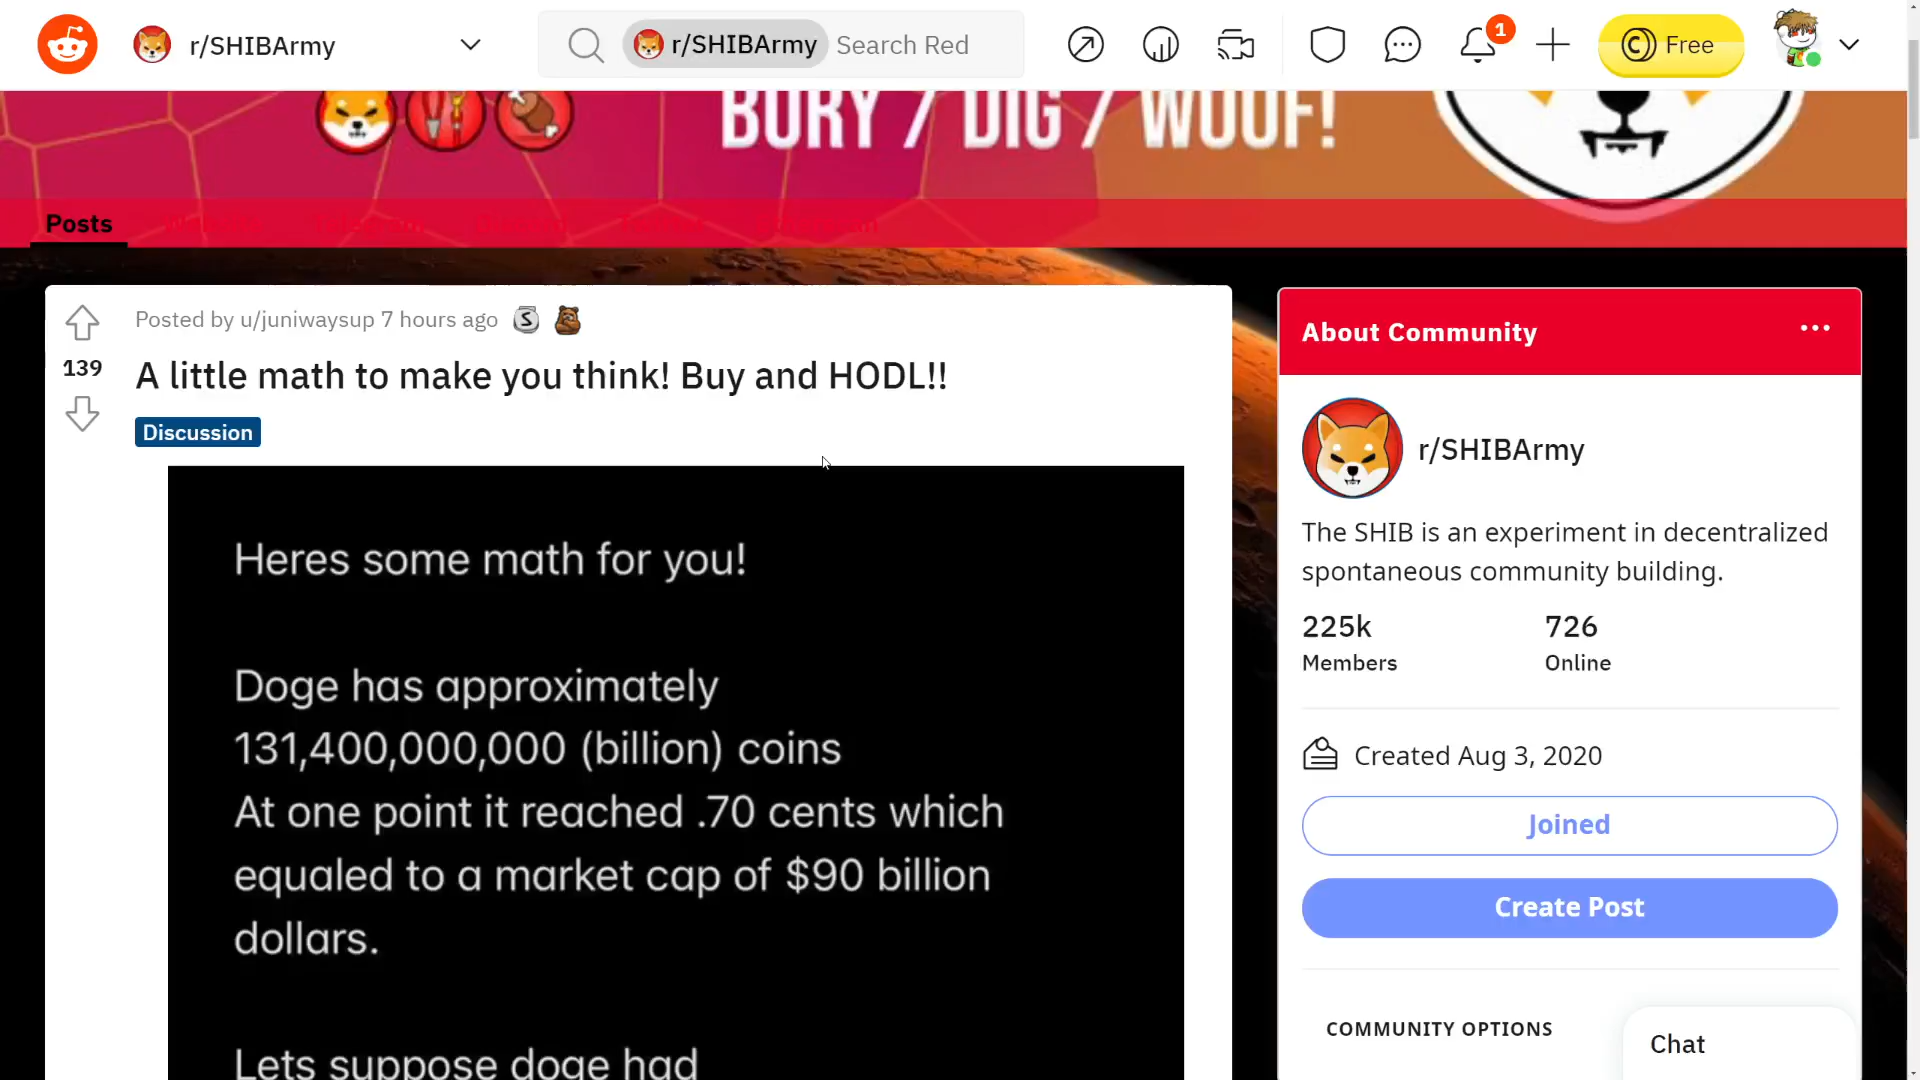 r/SHIBArmy
r/SHIBArmy Search Red
1
Free
BURY / DIG / WOOF!
Posts
Posted by u/juniwaysup 7 hours ago
139
A little math to make you think! Buy and HODL!!
Discussion
Heres some math for you!
Doge has approximately
131,400,000,000 (billion) coins
At one point it reached .70 cents which
equaled to a market cap of $90 billion
dollars.
Lets suppose doge had
About Community
r/SHIBArmy
The SHIB is an experiment in decentralized
spontaneous community building.
225k 726
Members Online
Created Aug 3, 2020
Joined
Create Post
COMMUNITY OPTIONS
Chat